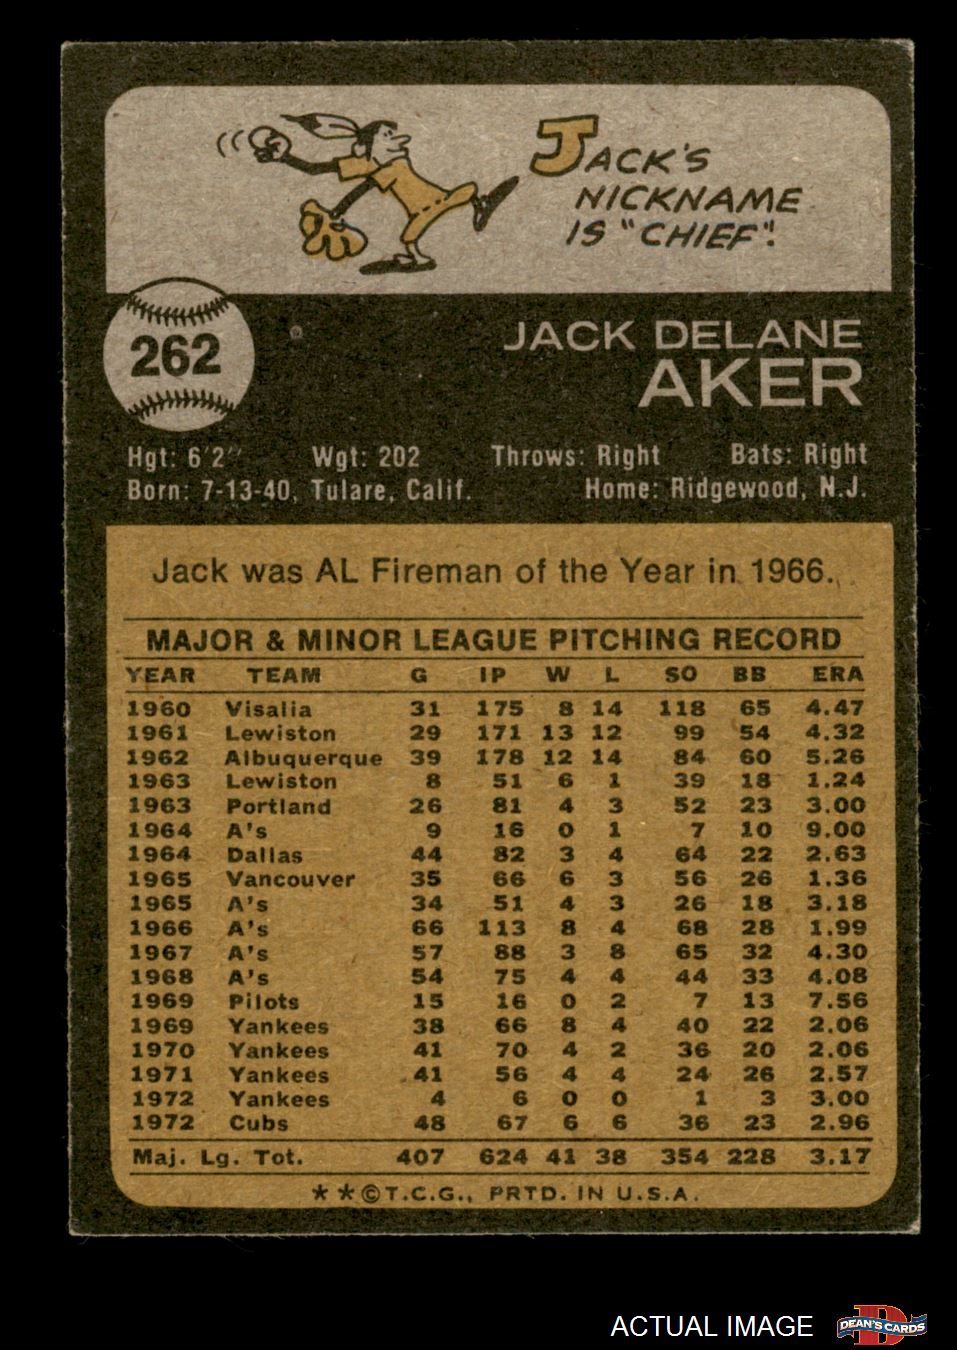 JACK'S
NICKNAME
IS "CHIEF".
262
JACK DELANE
AKER
Hgt: 6'2" Wgt: 202 Throws: Right Bats: Right
Born: 7-13-40, Tulare, Calif. Home: Ridgewood, N.J.
Jack was AL Fireman of the Year in 1966.
MAJOR & MINOR LEAGUE PITCHING RECORD
YEAR TEAM G IP W L SO BB ERA
1960 Visalia 31 175 8 14 118 65 4.47
1961 Lewiston 29 171 13 12 99 54 4.32
1962 Albuquerque 39 178 12 14 84 60 5.26
1963 Lewiston 8 51 6 1 39 18 1.24
1963 Portland 26 81 4 3 52 23 3.00
1964 A's 9 16 0 1 7 10 9.00
1964 Dallas 44 82 3 4 64 22 2.63
1965 Vancouver 35 66 6 3 56 26 1.36
1965 A's 34 51 4 3 26 18 3.18
1966 A's 66 113 8 4 68 28 1.99
1967 A's 57 88 3 8 65 32 4.30
1968 A's 54 75 4 4 44 33 4.08
1969 Pilots 15 16 0 2 7 13 7.56
1969 Yankees 38 66 8 4 40 22 2.06
1970 Yankees 41 70 4 2 36 20 2.06
1971 Yankees 41 56 4 4 24 26 2.57
1972 Yankees 4 6 0 0 1 3 3.00
1972 Cubs 48 67 6 6 36 23 2.96
Maj. Lg. Tot. 407 624 41 38 354 228 3.17
★ ★ © T.C.G., PRTD. IN U.S.A.
ACTUAL IMAGE
D
DEAN'S CARDS